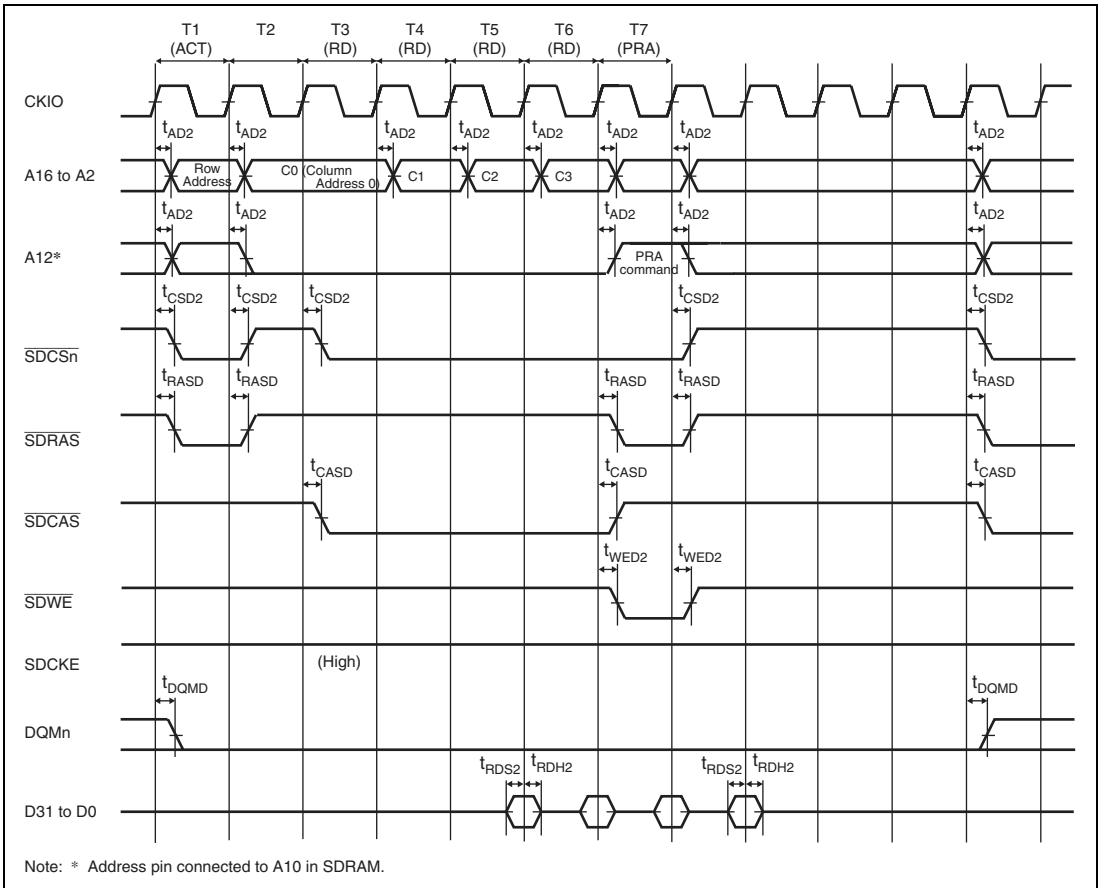 T1 T2 T3 T4 T5 T6 T7
(ACT) (RD) (RD) (RD) (RD) (PRA)
CKIO
tAD2 tAD2 tAD2 tAD2 tAD2 tAD2 tAD2 tAD2
A16 to A2
Row Address
C0 (Column Address 0)
C1
C2
C3
tAD2 tAD2 tAD2 tAD2 tAD2
A12*
PRA command
tCSD2 tCSD2 tCSD2 tCSD2 tCSD2
SDCSn
tRASD tRASD tRASD tRASD tRASD
SDRAS
tCASD tCASD tCASD
SDCAS
tWED2 tWED2
SDWE
SDCKE
(High)
tDQMD tDQMD
DQMn
tRDS2 tRDH2 tRDS2 tRDH2
D31 to D0
Note: * Address pin connected to A10 in SDRAM.